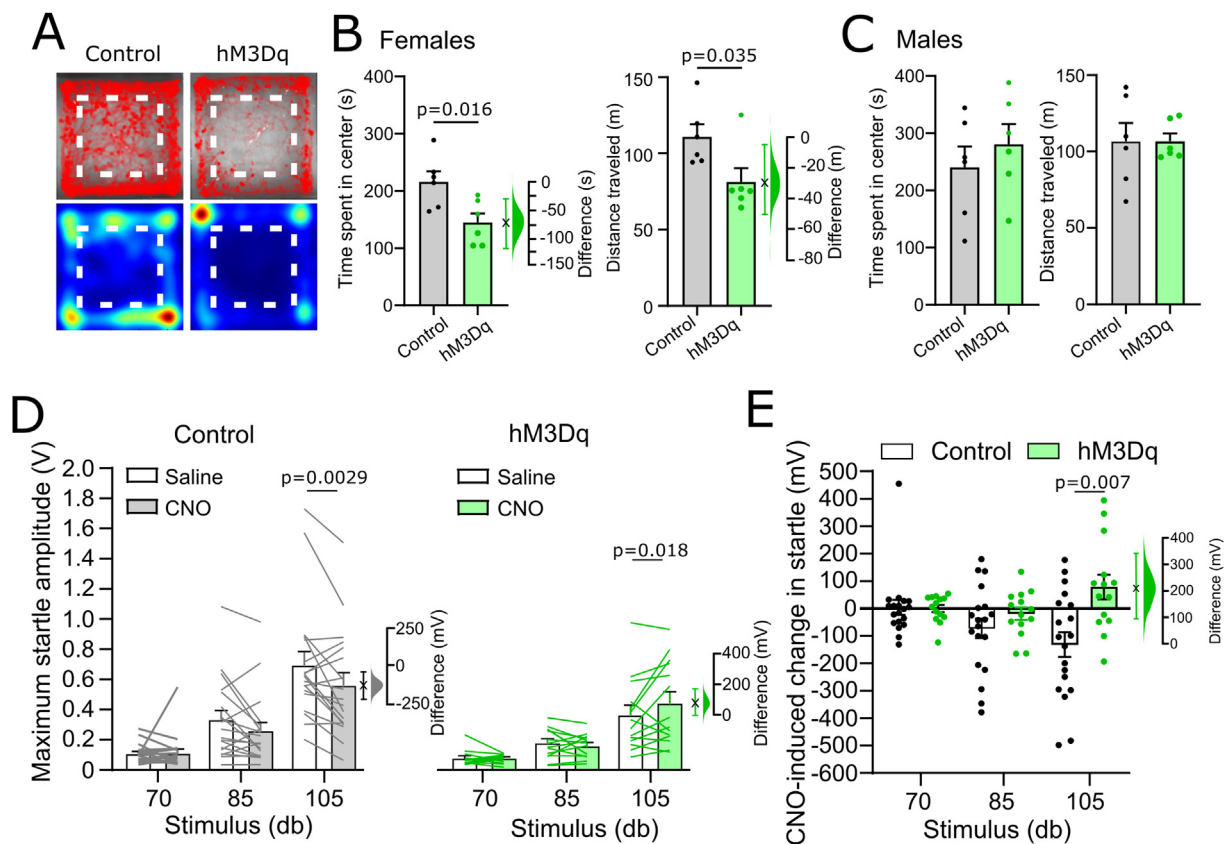 A
Control
hM3Dq
B
Females
Time spent in center (s)
400
300
200
100
0
p=0.016
Control
hM3Dq
0
-50
-100
-150
Difference (s)
Distance traveled (m)
150
100
50
0
p=0.035
Control
hM3Dq
0
-20
-40
-60
-80
Difference (m)
C
Males
Time spent in center (s)
400
300
200
100
0
Control
hM3Dq
Distance traveled (m)
150
100
50
0
Control
hM3Dq
D
Control
Maximum startle amplitude (V)
2.0
1.8
1.6
1.4
1.2
1.0
0.8
0.6
0.4
0.2
0
Saline
CNO
p=0.0029
70
85
105
Stimulus (db)
250
0
-250
Difference (mV)
hM3Dq
Saline
CNO
p=0.018
70
85
105
Stimulus (db)
400
200
0
Difference (mV)
E
Control
hM3Dq
CNO-induced change in startle (mV)
500
400
300
200
100
0
-100
-200
-300
-400
-500
-600
p=0.007
70
85
105
Stimulus (db)
400
300
200
100
0
Difference (mV)